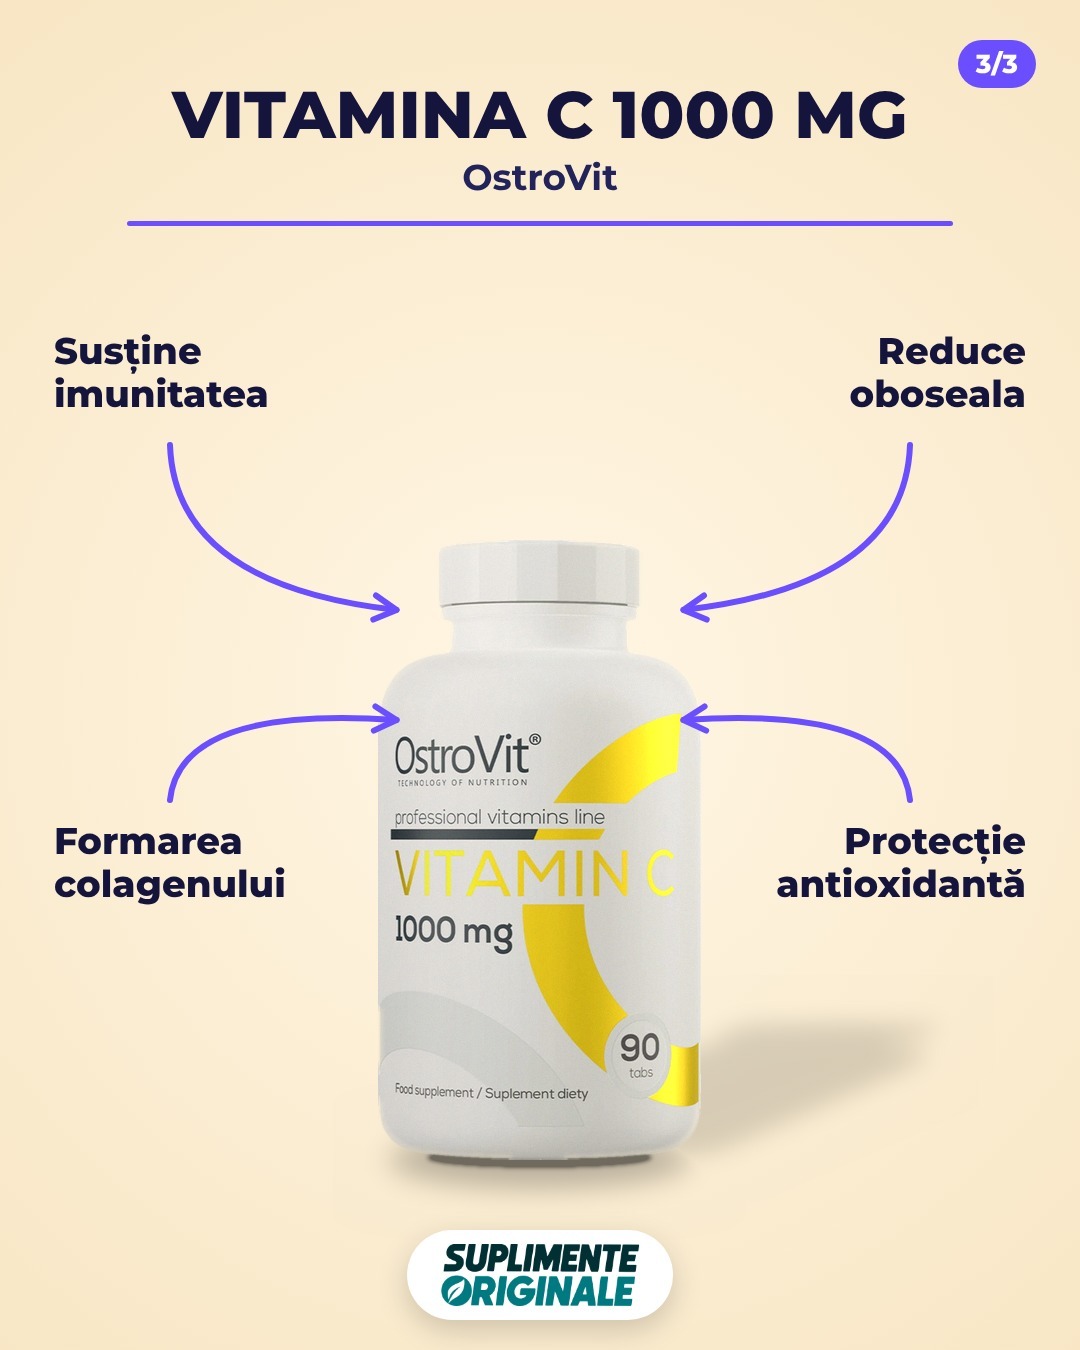 3/3
VITAMINA C 1000 MG
OstroVit
Susține
imunitatea
Reduce
oboseala
Formarea
colagenului
Protecție
antioxidantă
OstroVit®
TECHNOLOGY OF NUTRITION
professional vitamins line
VITAMIN C
1000 mg
90
tabs
Food supplement / Suplement diety
SUPLIMENTE
ORIGINALE